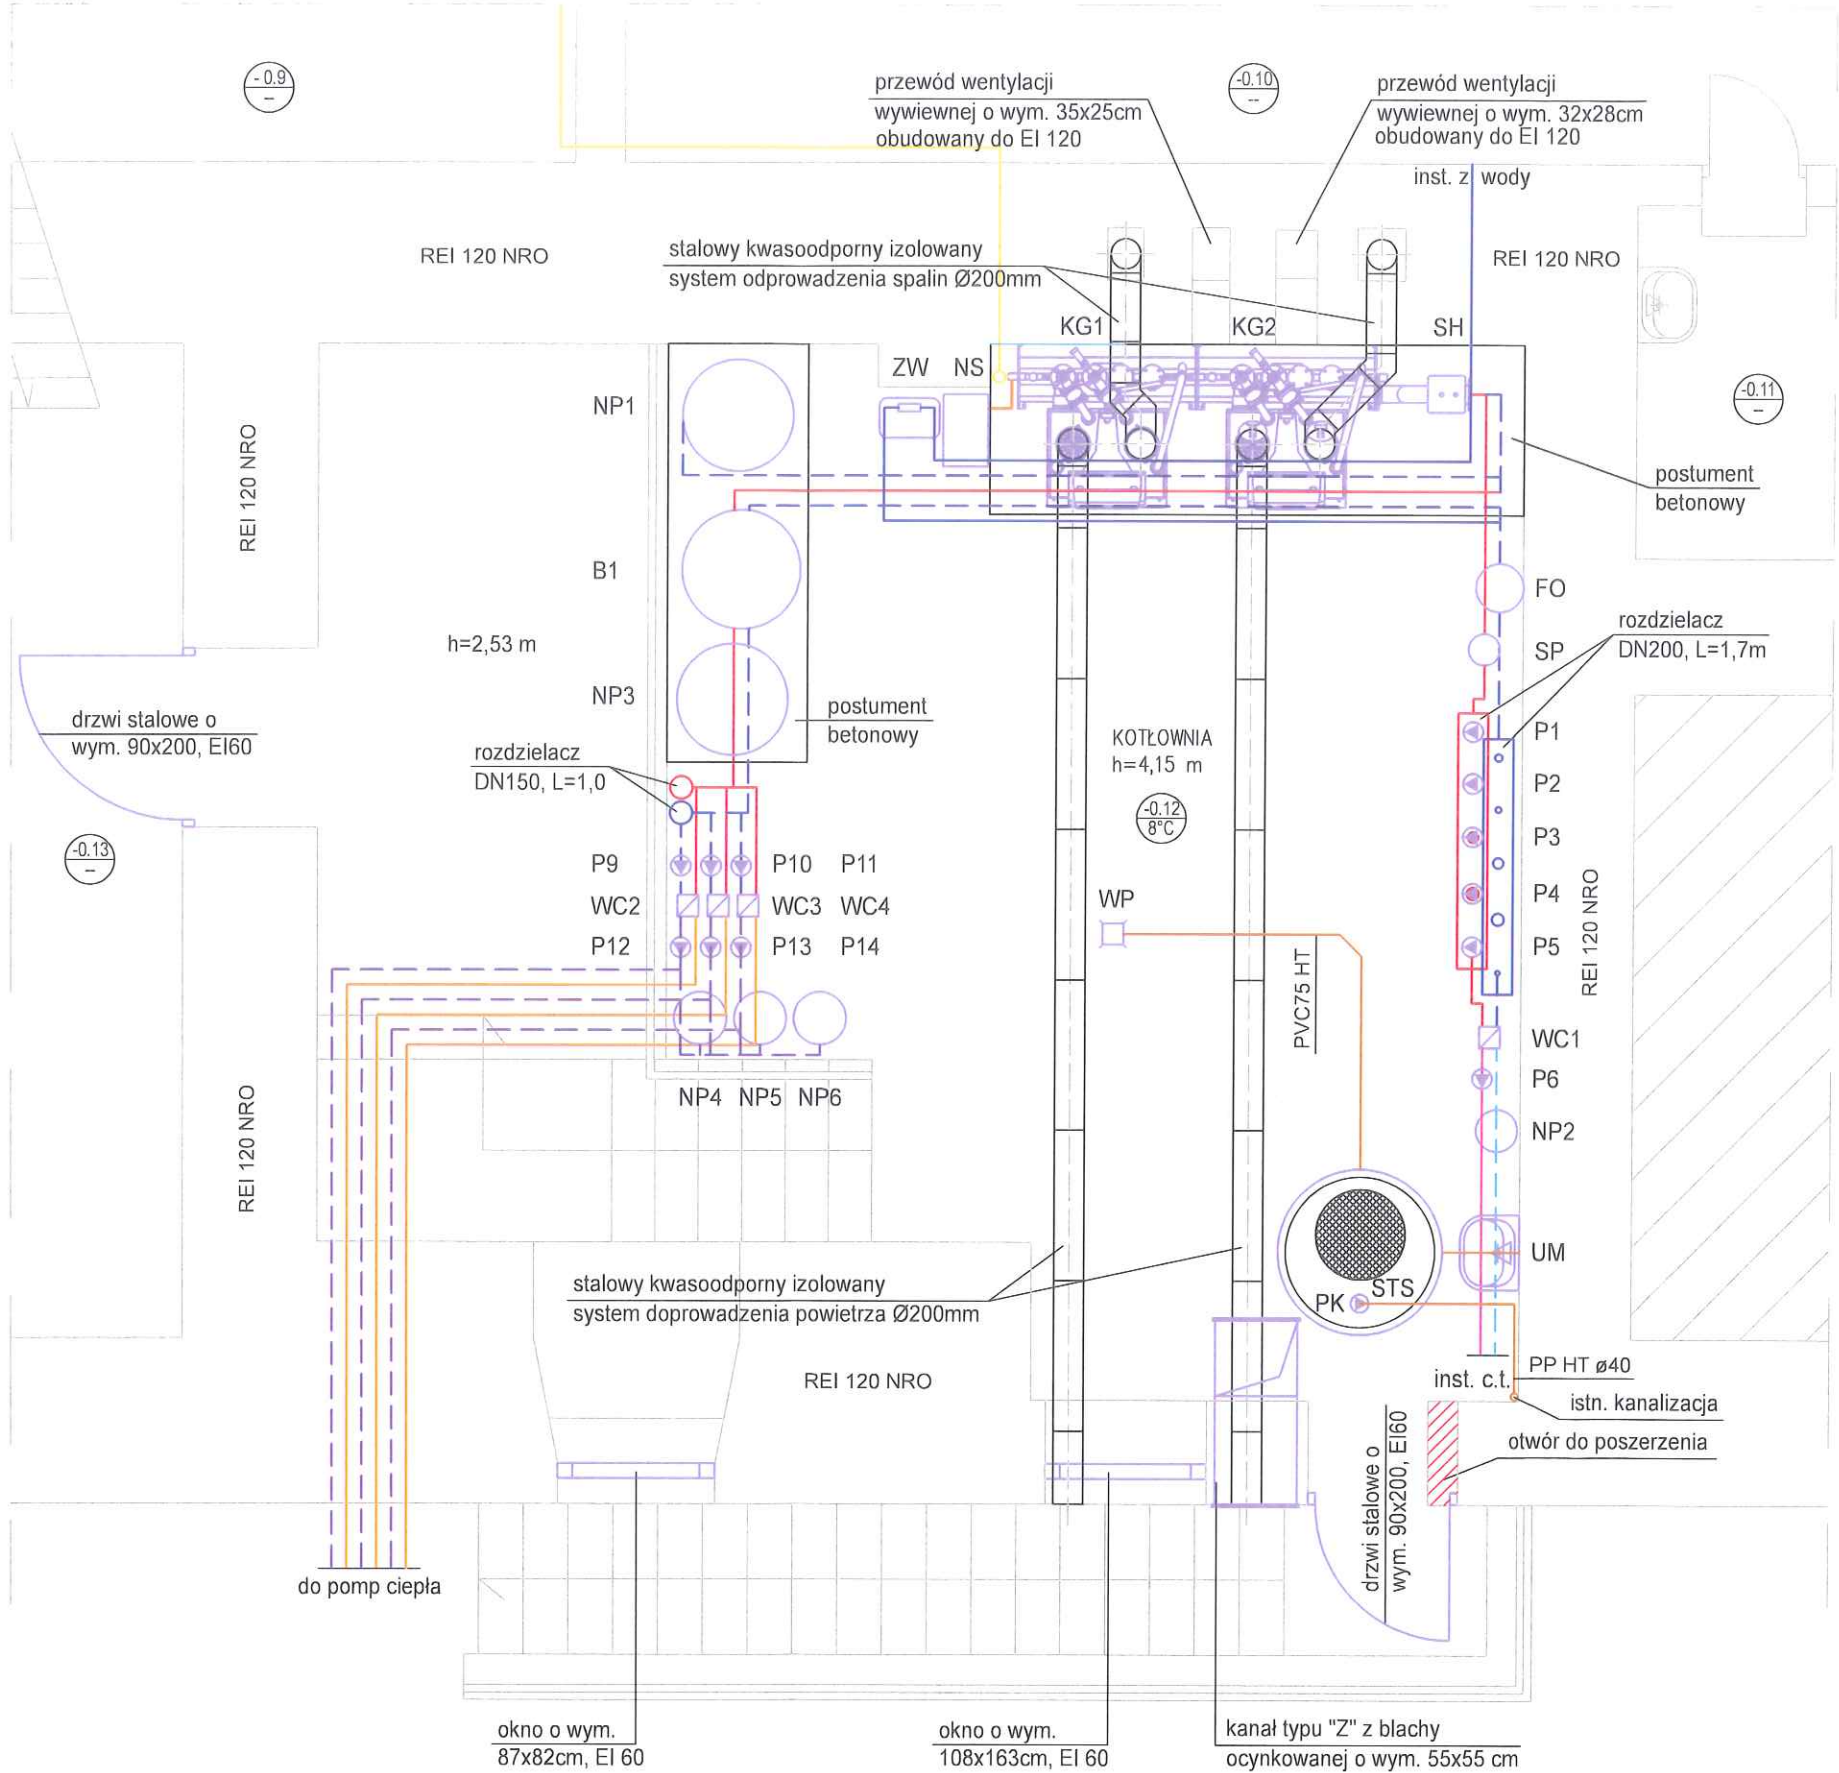 - 0.9
--
przewód wentylacji
wywiewnej o wym. 35x25cm
obudowany do EI 120
-0.10
--
przewód wentylacji
wywiewnej o wym. 32x28cm
obudowany do EI 120
inst. z wody
REI 120 NRO
stalowy kwasoodporny izolowany
system odprowadzenia spalin Ø200mm
REI 120 NRO
KG1
KG2
SH
ZW
NS
NP1
-0.11
--
REI 120 NRO
postument
betonowy
B1
FO
h=2,53 m
rozdzielacz
DN200, L=1,7m
SP
NP3
drzwi stalowe o
wym. 90x200, EI60
postument
betonowy
rozdzielacz
DN150, L=1,0
KOTŁOWNIA
h=4,15 m
-0.12
8°C
P1
P2
P3
P4
P5
REI 120 NRO
-0.13
--
P9
P10
P11
WC2
WC3
WC4
P12
P13
P14
WP
PVC75 HT
WC1
P6
NP4
NP5
NP6
NP2
REI 120 NRO
UM
stalowy kwasoodporny izolowany
system doprowadzenia powietrza Ø200mm
STS
PK
REI 120 NRO
inst. c.t.
PP HT ø40
istn. kanalizacja
otwór do poszerzenia
drzwi stalowe o
wym. 90x200, EI60
do pomp ciepła
okno o wym.
87x82cm, EI 60
okno o wym.
108x163cm, EI 60
kanał typu "Z" z blachy
ocynkowanej o wym. 55x55 cm